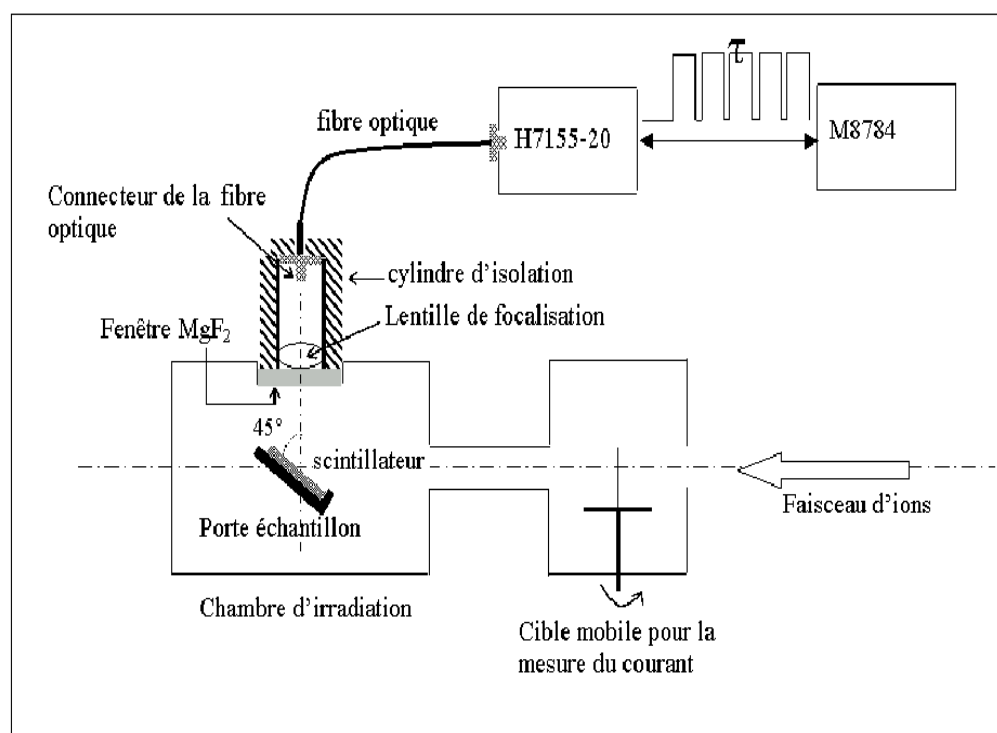 τ
fibre optique
H7155-20
M8784
Connecteur de la fibre
optique
cylindre d'isolation
Lentille de focalisation
Fenêtre MgF2
45°
scintillateur
Faisceau d'ions
Porte échantillon
Chambre d'irradiation
Cible mobile pour la
mesure du courant